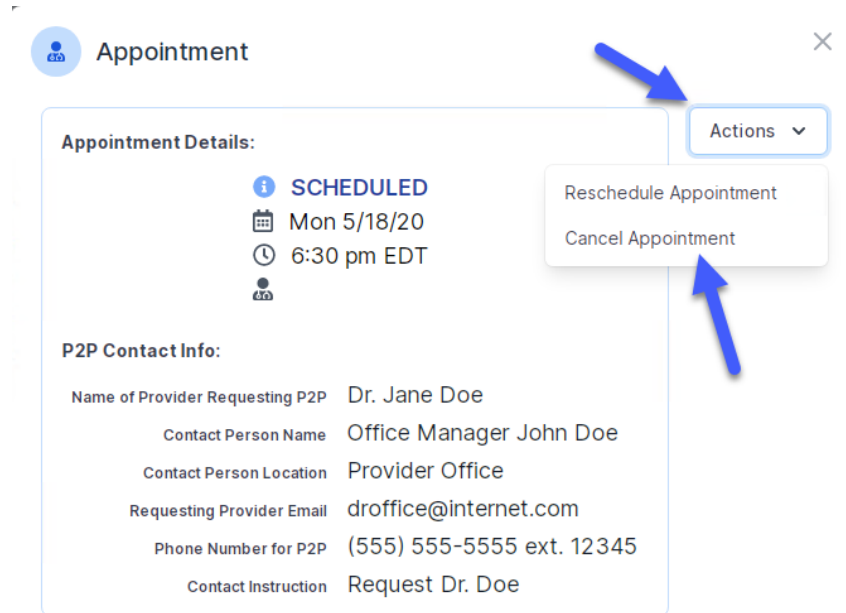 Appointment
Actions
Appointment Details:
SCHEDULED
Reschedule Appointment
Mon 5/18/20
Cancel Appointment
6:30 pm EDT
P2P Contact Info:
Name of Provider Requesting P2P Dr. Jane Doe
Contact Person Name Office Manager John Doe
Contact Person Location Provider Office
Requesting Provider Email droffice@internet.com
Phone Number for P2P (555) 555-5555 ext. 12345
Contact Instruction Request Dr. Doe